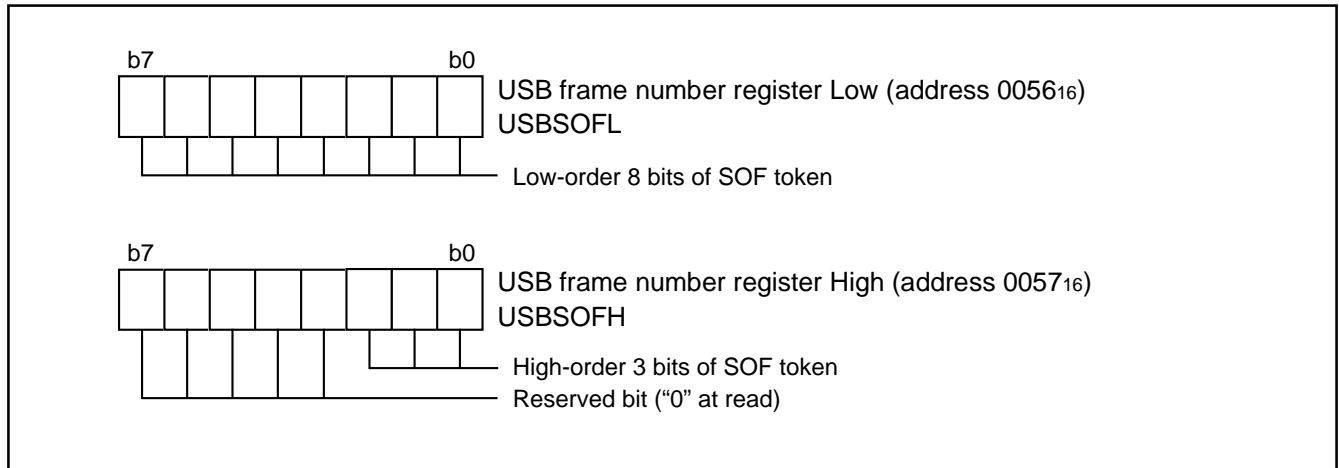 b7 b0
USB frame number register Low (address 005616)
USBSOFL
Low-order 8 bits of SOF token
b7 b0
USB frame number register High (address 005716)
USBSOFH
High-order 3 bits of SOF token
Reserved bit (“0” at read)